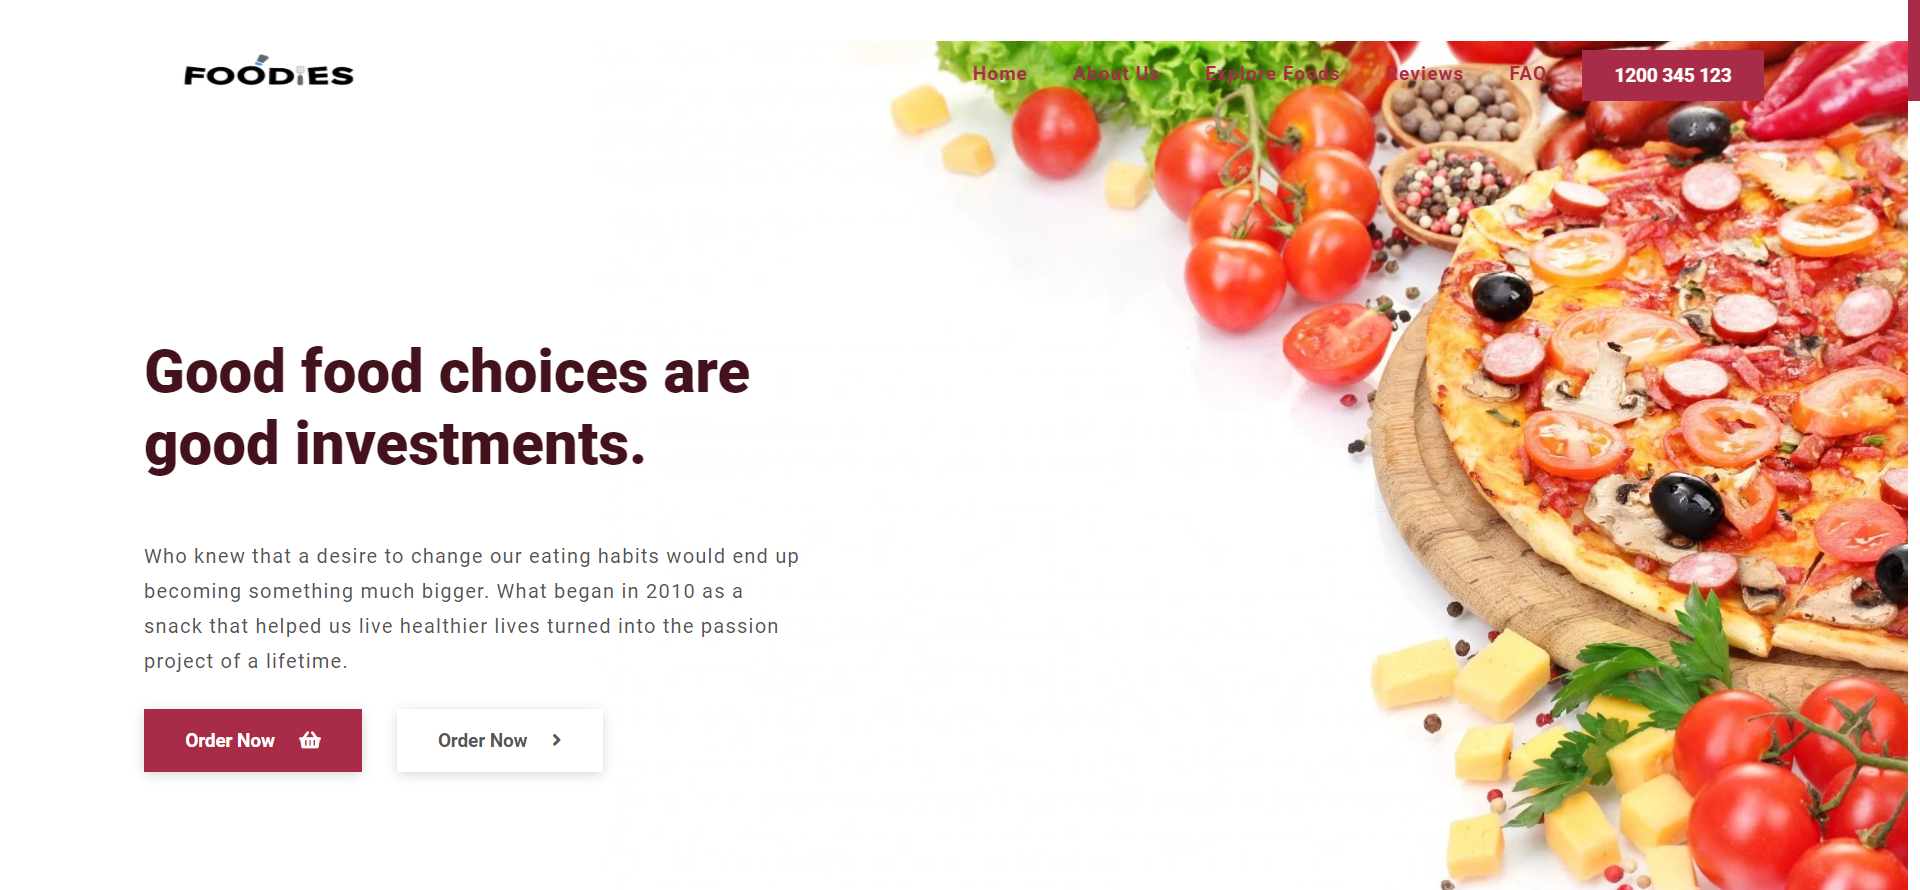 FOODIES
Home About Us Explore Foods Reviews FAQ 1200 345 123
Good food choices are
good investments.
Who knew that a desire to change our eating habits would end up
becoming something much bigger. What began in 2010 as a
snack that helped us live healthier lives turned into the passion
project of a lifetime.
Order Now Order Now